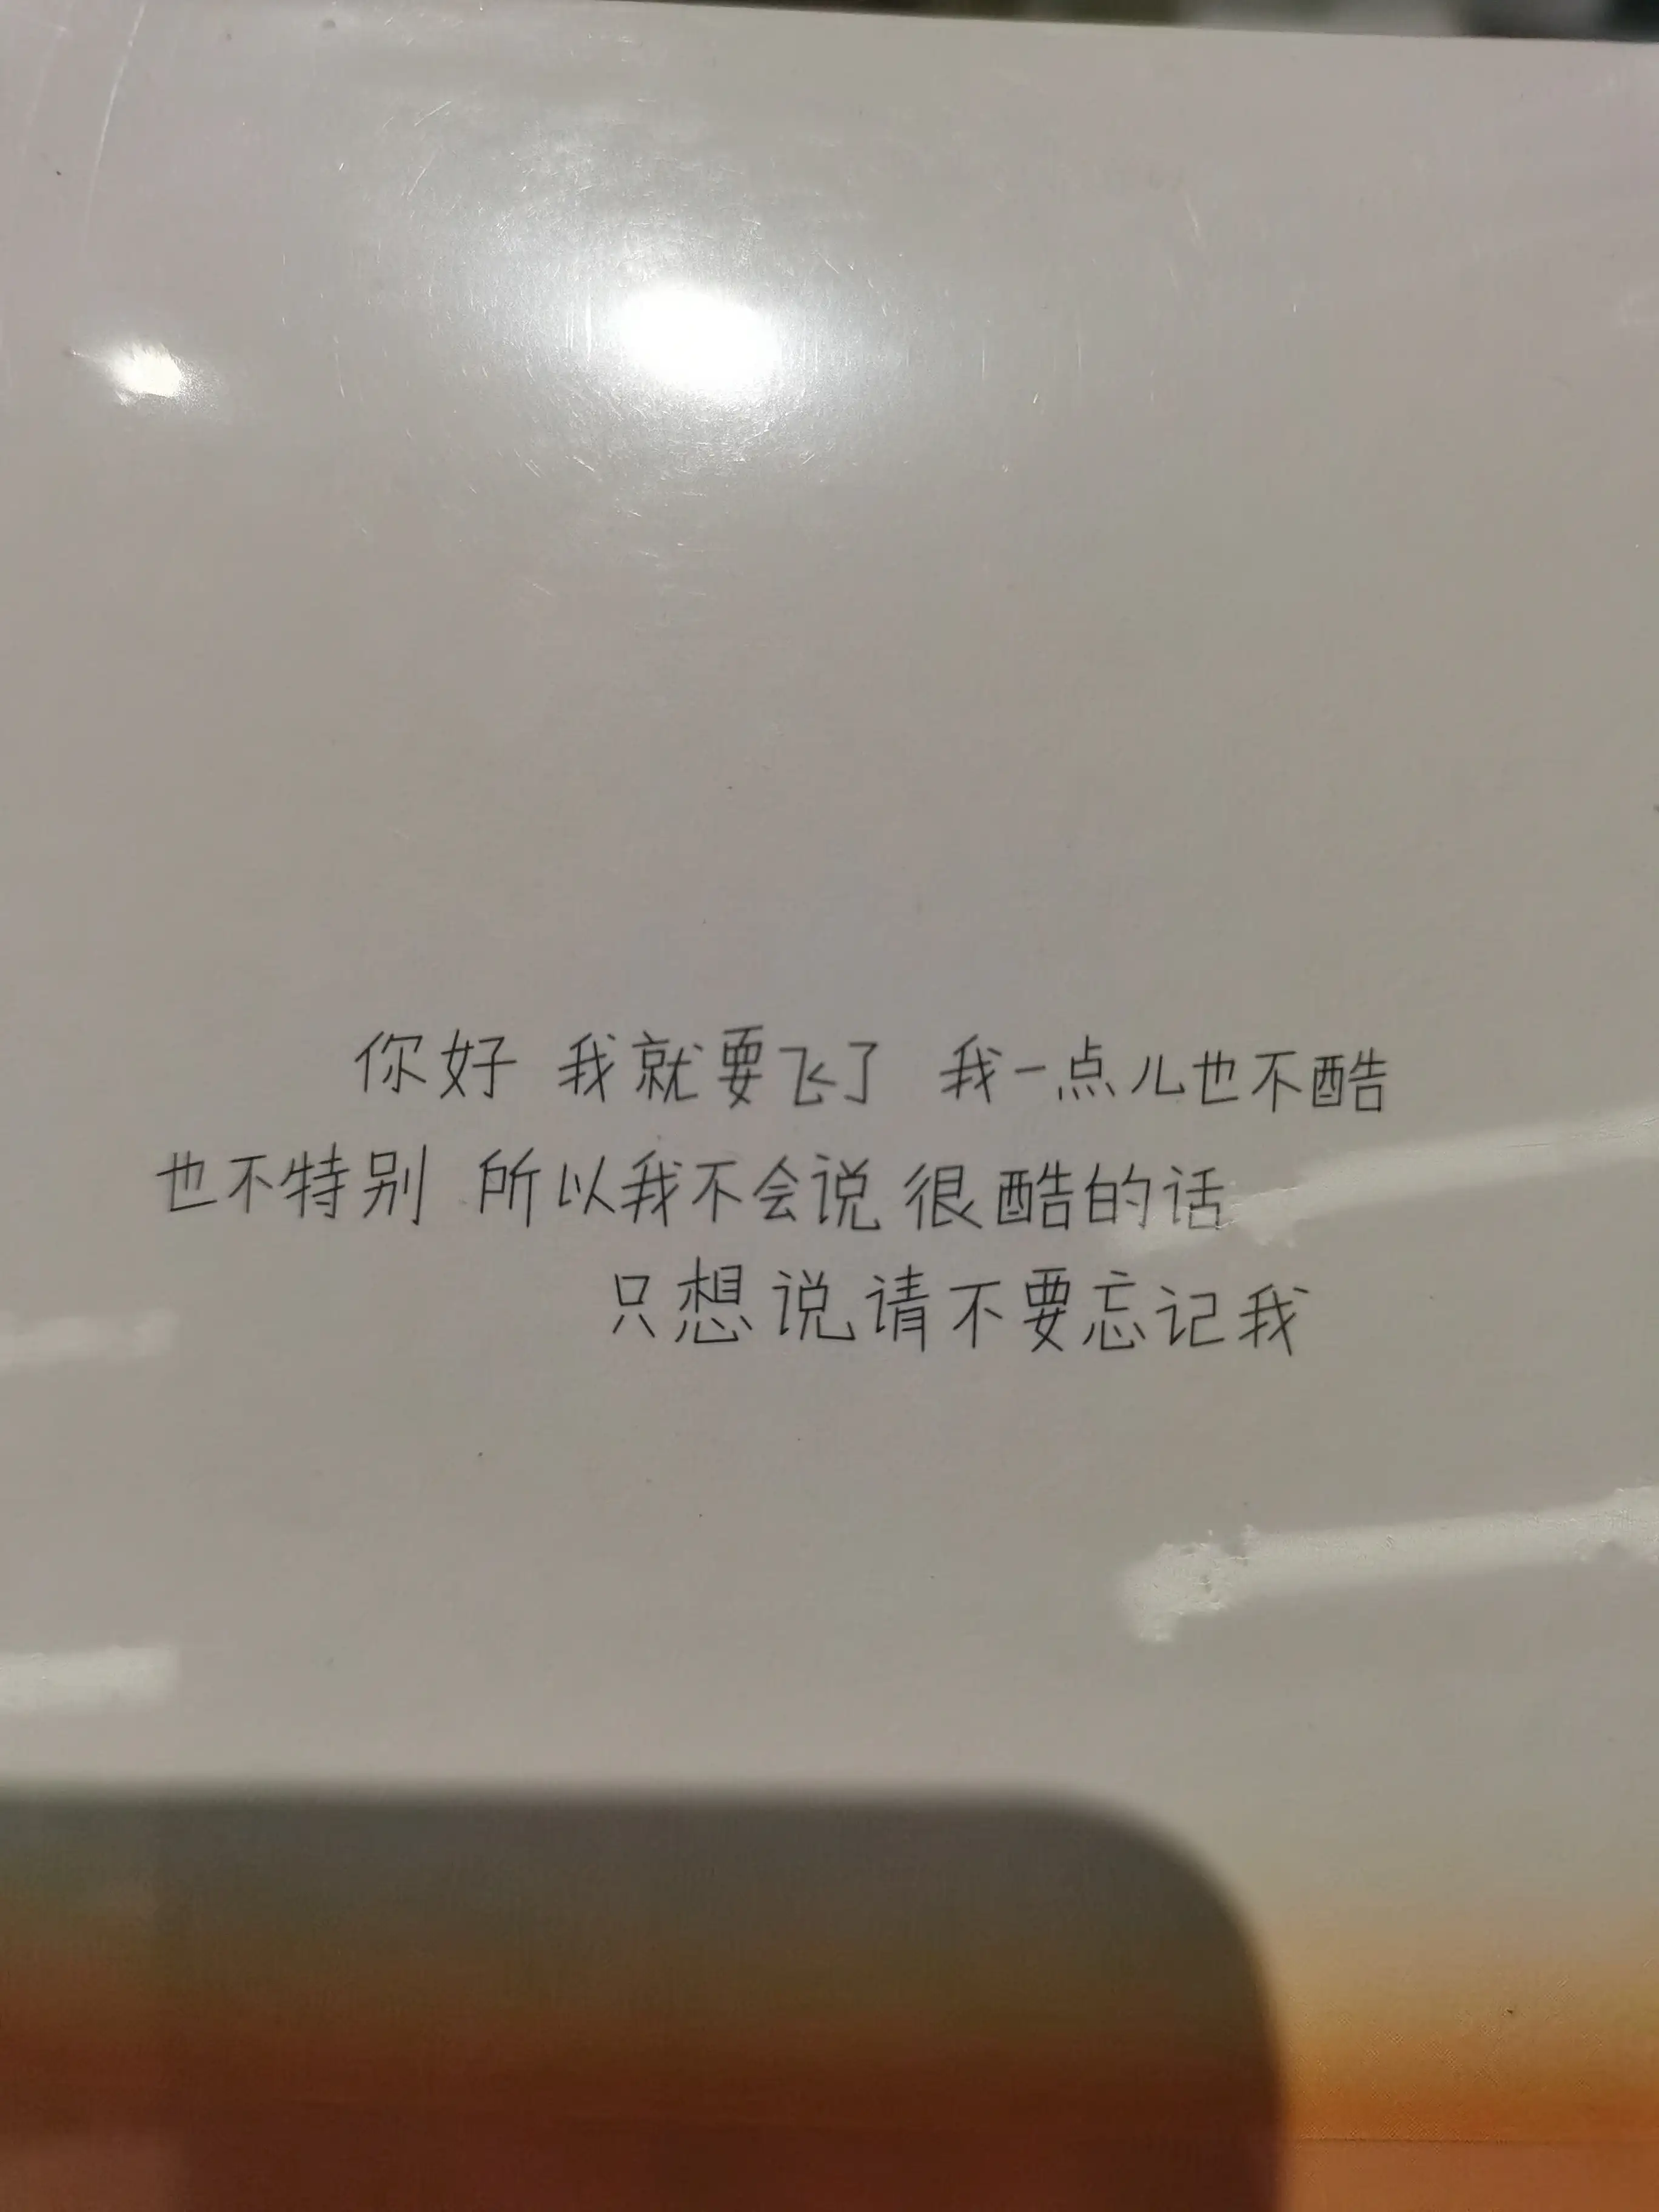 你好 我就要飞了 我一点儿也不酷
也不特别 所以我不会说很酷的话
只想说请不要忘记我